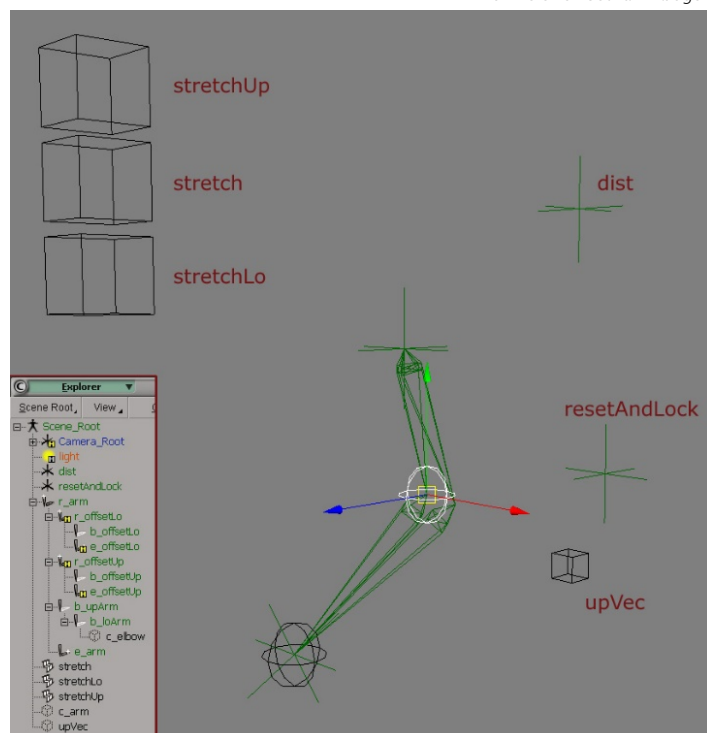 stretchUp
stretch
dist
stretchLo
resetAndLock
upVec
Explorer
Scene Root
View
Scene_Root
Camera_Root
light
dist
resetAndLock
r_arm
r_offsetLo
b_offsetLo
e_offsetLo
r_offsetUp
b_offsetUp
e_offsetUp
b_upArm
b_loArm
c_elbow
e_arm
stretch
stretchLo
stretchUp
c_arm
upVec